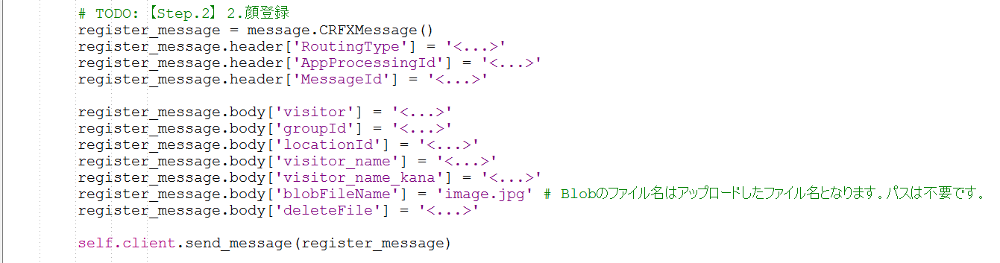 # TODO:【Step.2】2.顔登録
register_message = message.CRFXMessage()
register_message.header['RoutingType'] = '<...>'
register_message.header['AppProcessingId'] = '<...>'
register_message.header['MessageId'] = '<...>'
register_message.body['visitor'] = '<...>'
register_message.body['groupId'] = '<...>'
register_message.body['locationId'] = '<...>'
register_message.body['visitor_name'] = '<...>'
register_message.body['visitor_name_kana'] = '<...>'
register_message.body['blobFileName'] = 'image.jpg' # Blobのファイル名はアップロードしたファイル名となります。パスは不要です。
register_message.body['deleteFile'] = '<...>'
self.client.send_message(register_message)